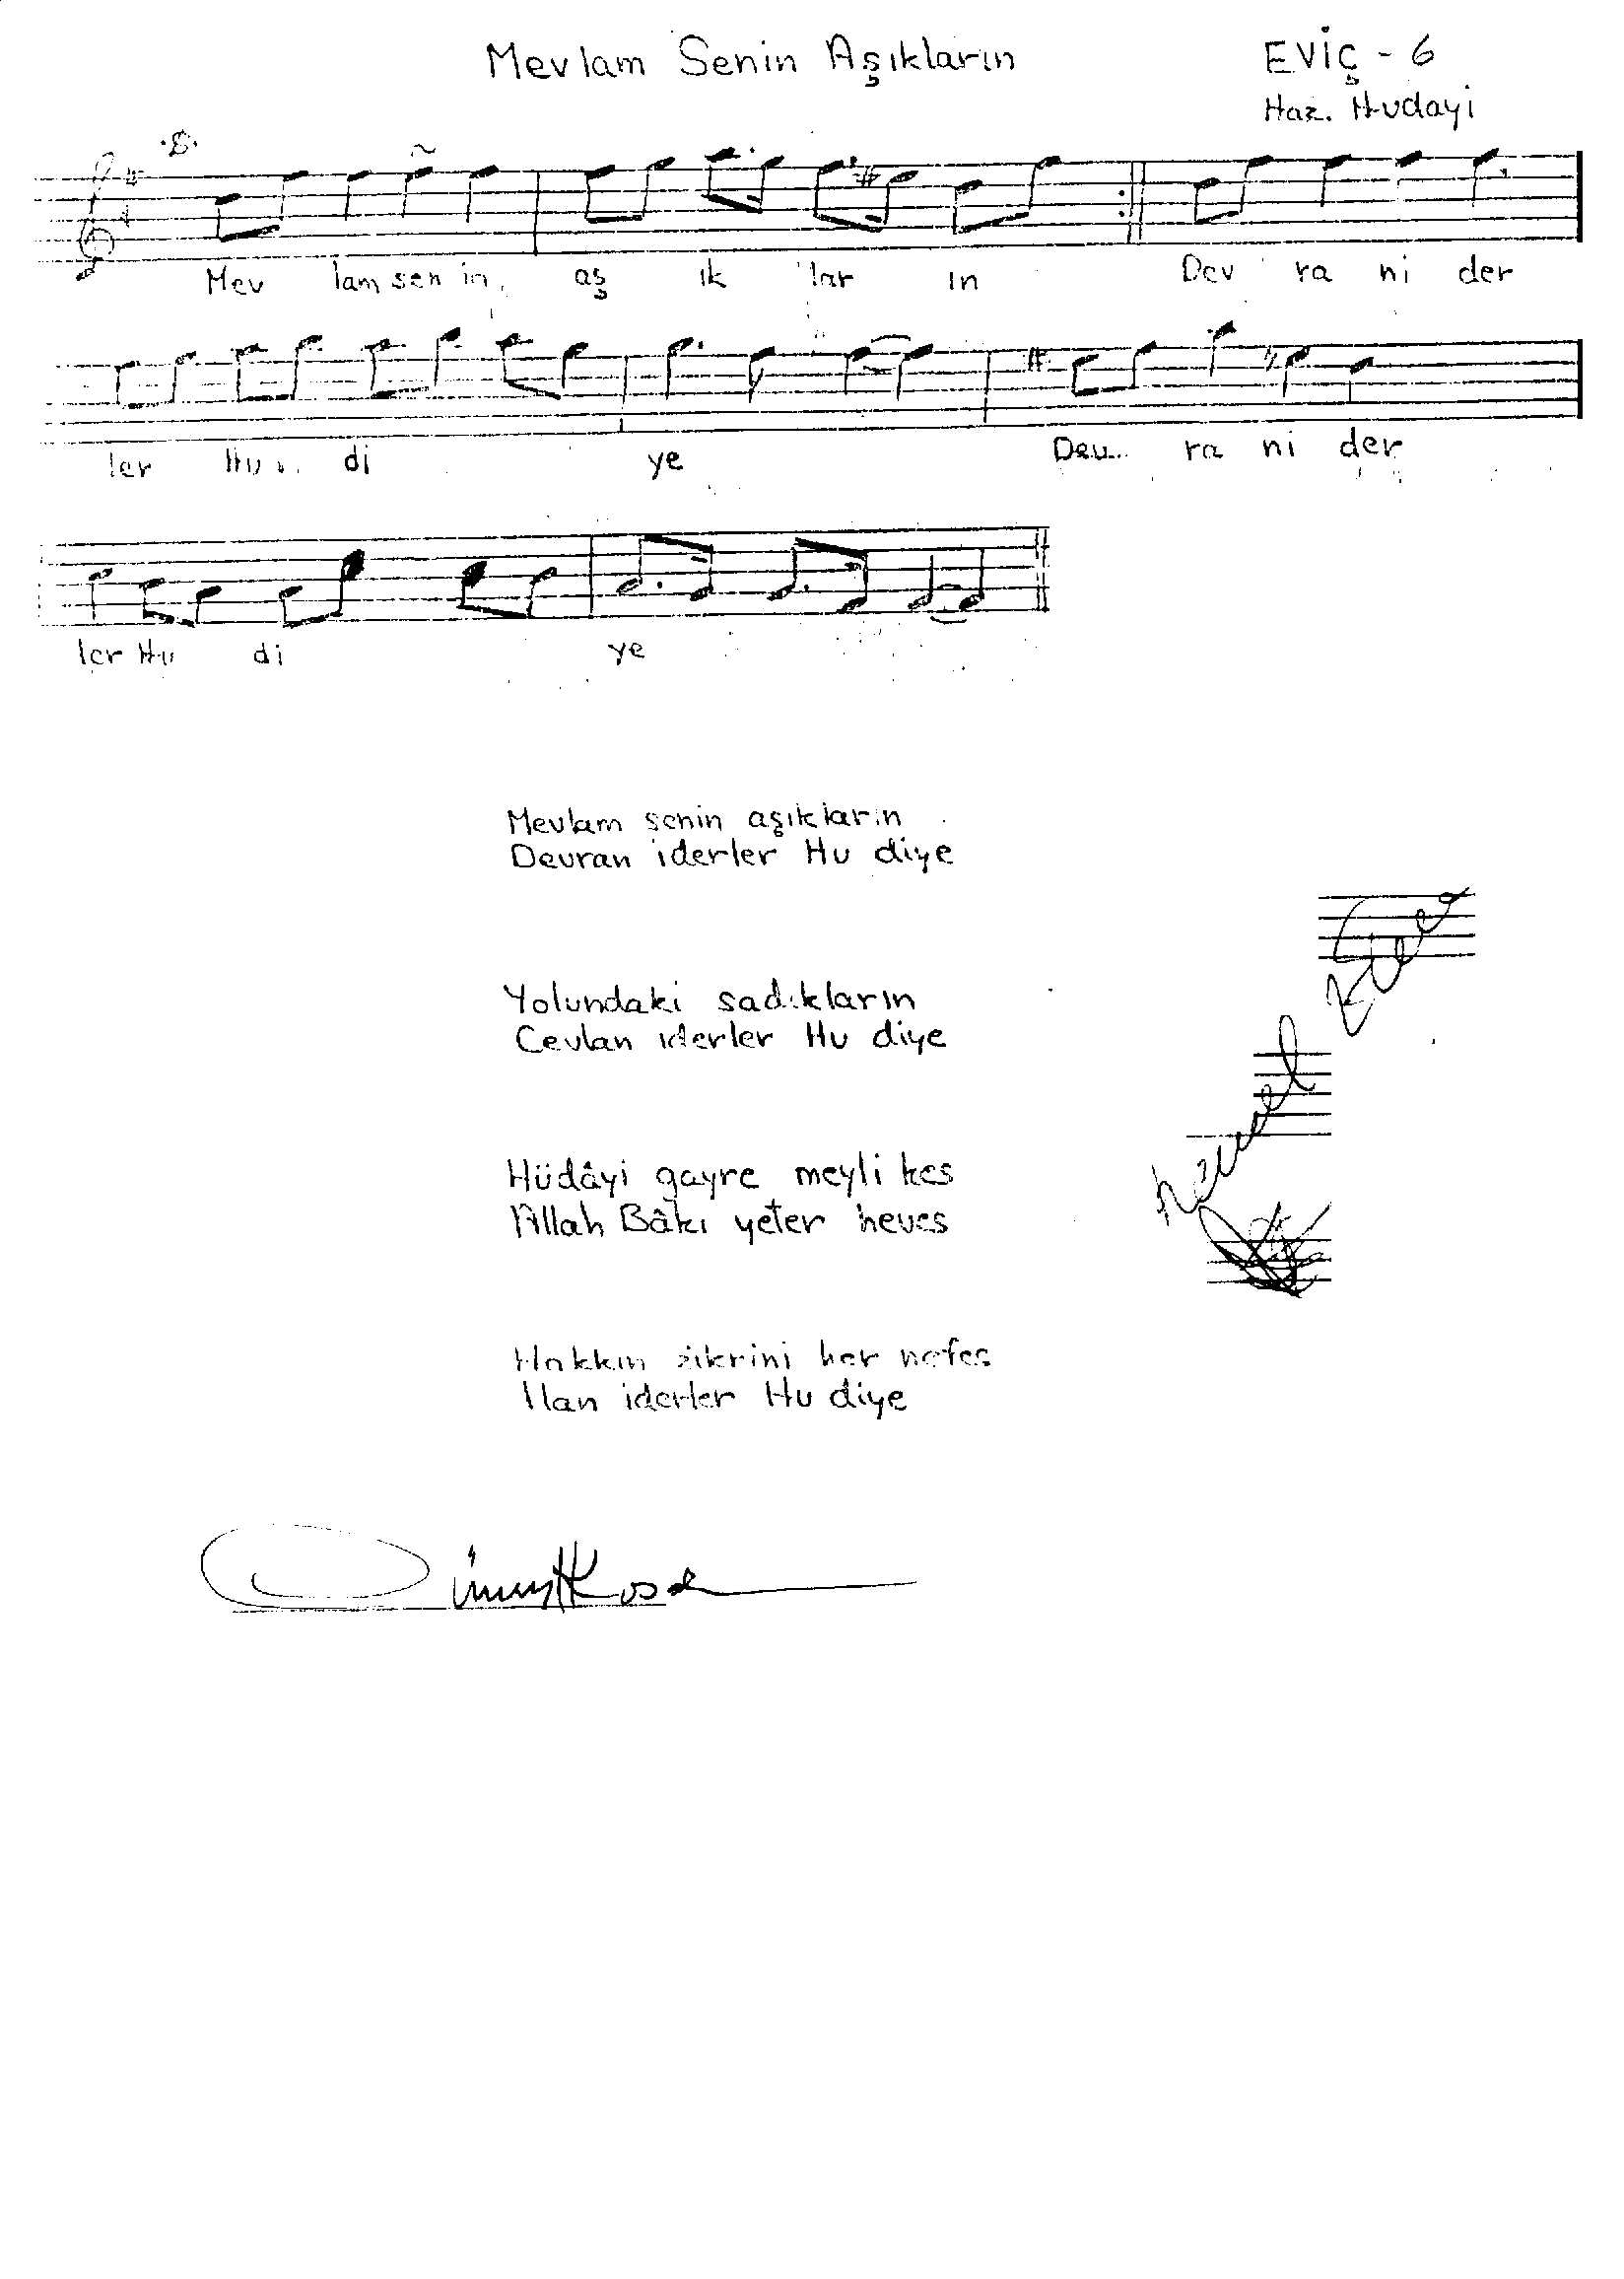 Mevlam Senin Aşıkların
EVİÇ - 6
Haz. Hudayi
Mev lam sen in aş ık lar ın Dev ra ni der
ler Hu di ye Dev ra ni der
ler Hu di ye
Mevlam senin aşıkların
Devran iderler Hu diye
Yolundaki sadıkların
Cevlan iderler Hu diye
Hüdâyi gayre meyli kes
Allah Bâkı yeter heves
Hakkın zikrini her nefes
İlan iderler Hu diye